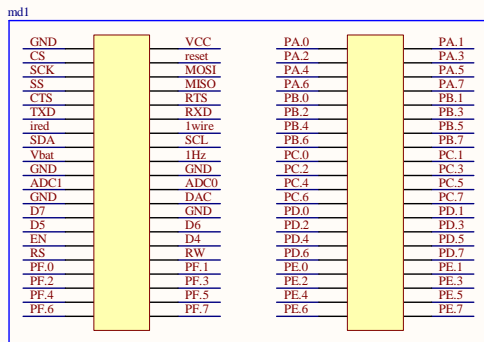 md1
GND VCC PA.0 PA.1
CS reset PA.2 PA.3
SCK MOSI PA.4 PA.5
SS MISO PA.6 PA.7
CTS RTS PB.0 PB.1
TXD RXD PB.2 PB.3
ired 1wire PB.4 PB.5
SDA SCL PB.6 PB.7
Vbat 1Hz PC.0 PC.1
GND GND PC.2 PC.3
ADC1 ADC0 PC.4 PC.5
GND DAC PC.6 PC.7
D7 GND PD.0 PD.1
D5 D6 PD.2 PD.3
EN D4 PD.4 PD.5
RS RW PD.6 PD.7
PF.0 PF.1 PE.0 PE.1
PF.2 PF.3 PE.2 PE.3
PF.4 PF.5 PE.4 PE.5
PF.6 PF.7 PE.6 PE.7